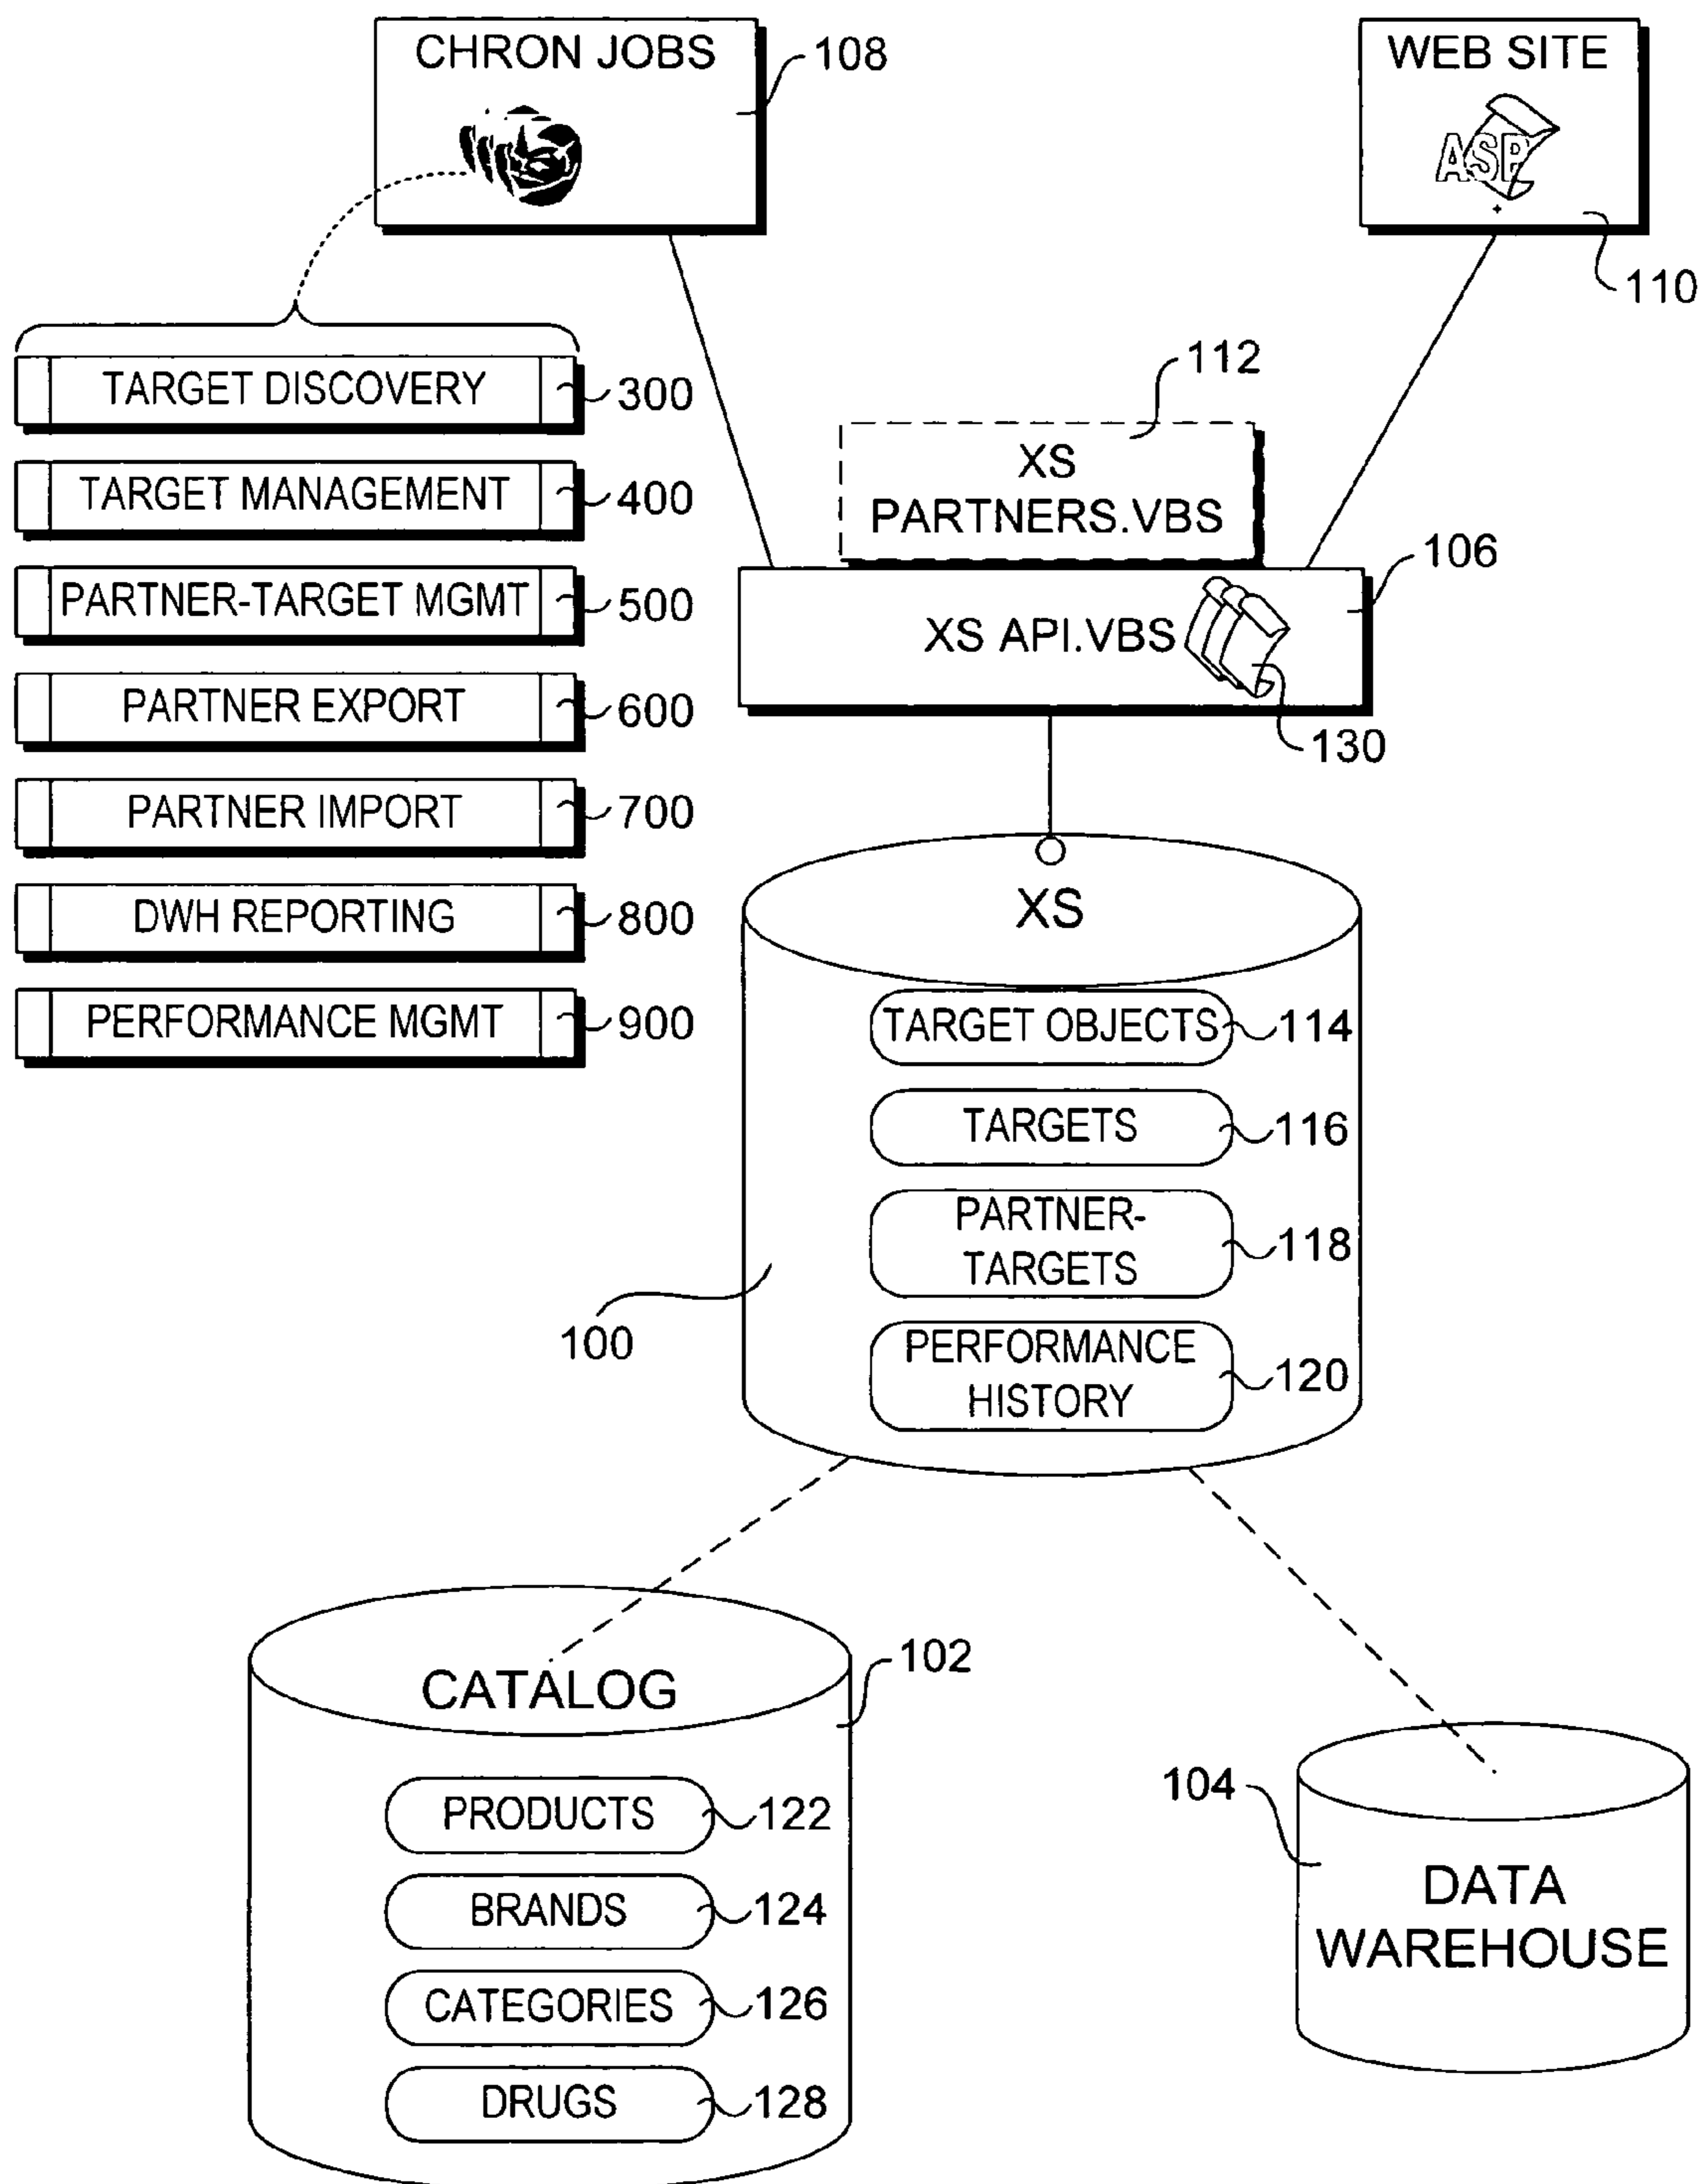 CHRON JOBS
108
WEB SITE
ASP
110
TARGET DISCOVERY
300
TARGET MANAGEMENT
400
PARTNER-TARGET MGMT
500
PARTNER EXPORT
600
PARTNER IMPORT
700
DWH REPORTING
800
PERFORMANCE MGMT
900
112
XS
PARTNERS.VBS
106
XS API.VBS
130
XS
TARGET OBJECTS
114
TARGETS
116
PARTNER-
TARGETS
118
100
PERFORMANCE
HISTORY
120
CATALOG
102
PRODUCTS
122
BRANDS
124
CATEGORIES
126
DRUGS
128
104
DATA
WAREHOUSE